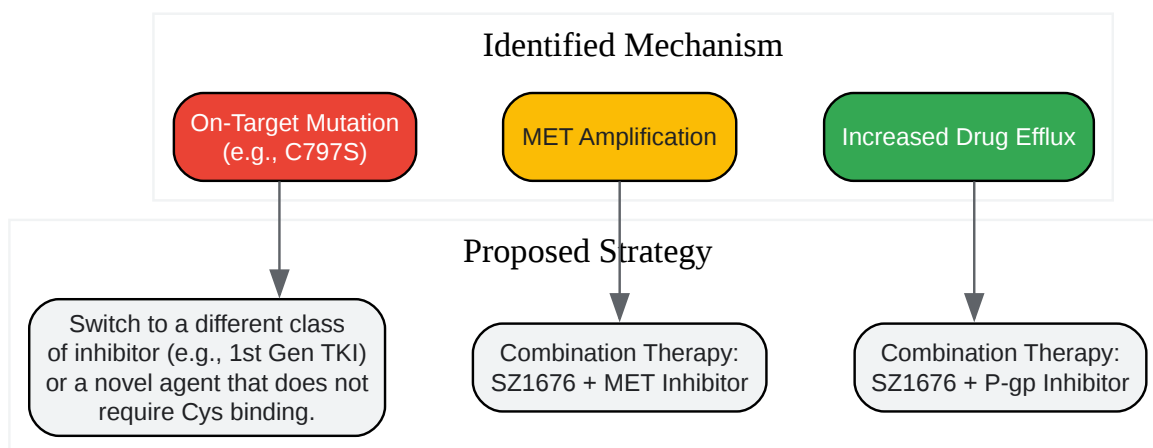 Identified Mechanism
On-Target Mutation
(e.g., C797S)
MET Amplification
Increased Drug Efflux
Proposed Strategy
Switch to a different class
of inhibitor (e.g., 1st Gen TKI)
or a novel agent that does not
require Cys binding.
Combination Therapy:
SZ1676 + MET Inhibitor
Combination Therapy:
SZ1676 + P-gp Inhibitor